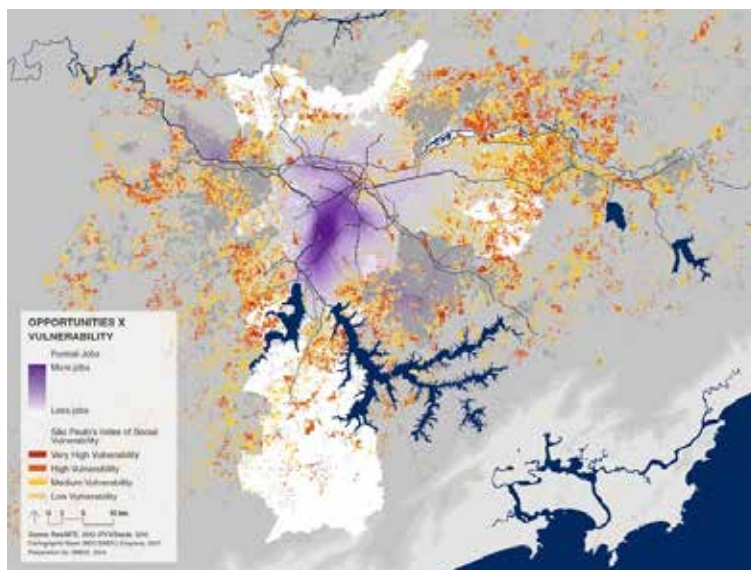 OPPORTUNITIES X
VULNERABILITY
Formal Jobs
More jobs
Less jobs
São Paulo's Index of Social
Vulnerability
Very High Vulnerability
High Vulnerability
Medium Vulnerability
Low Vulnerability